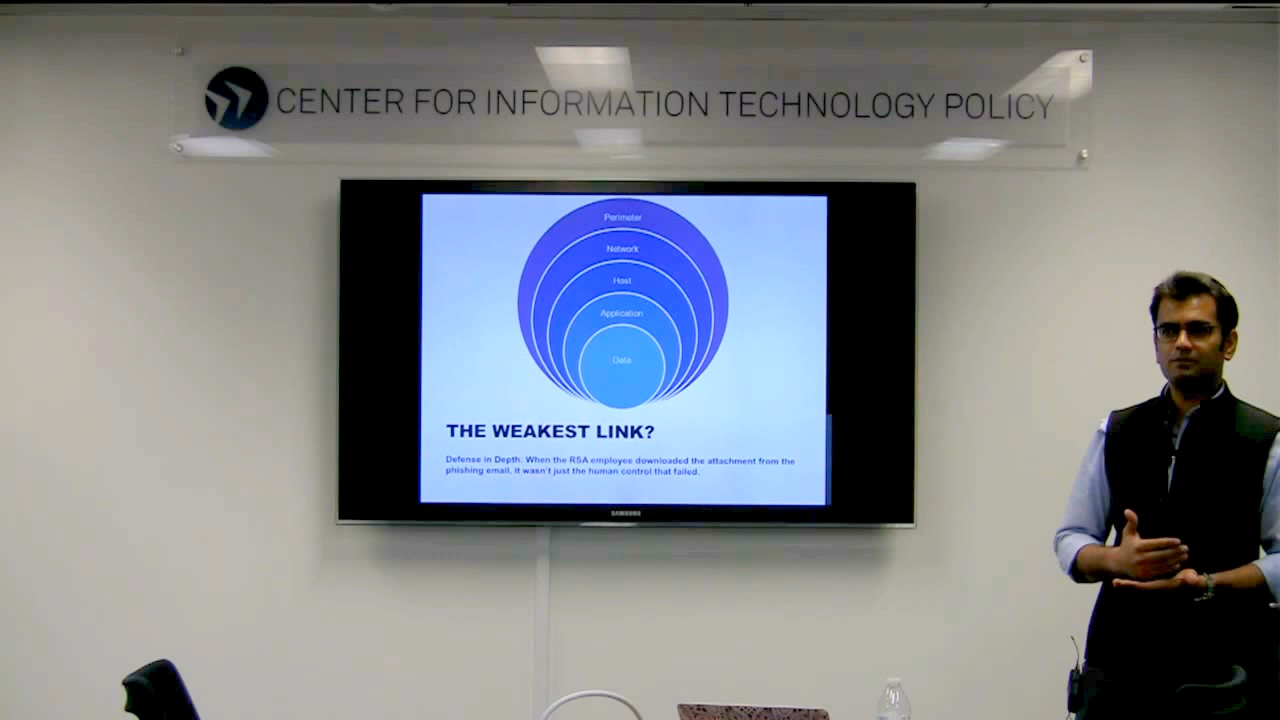 CENTER FOR INFORMATION TECHNOLOGY POLICY
Perimeter
Network
Host
Application
Data
THE WEAKEST LINK?
Defense in Depth: When the RSA employee downloaded the attachment from the
phishing email, it wasn't just the human control that failed.
SAMSUNG